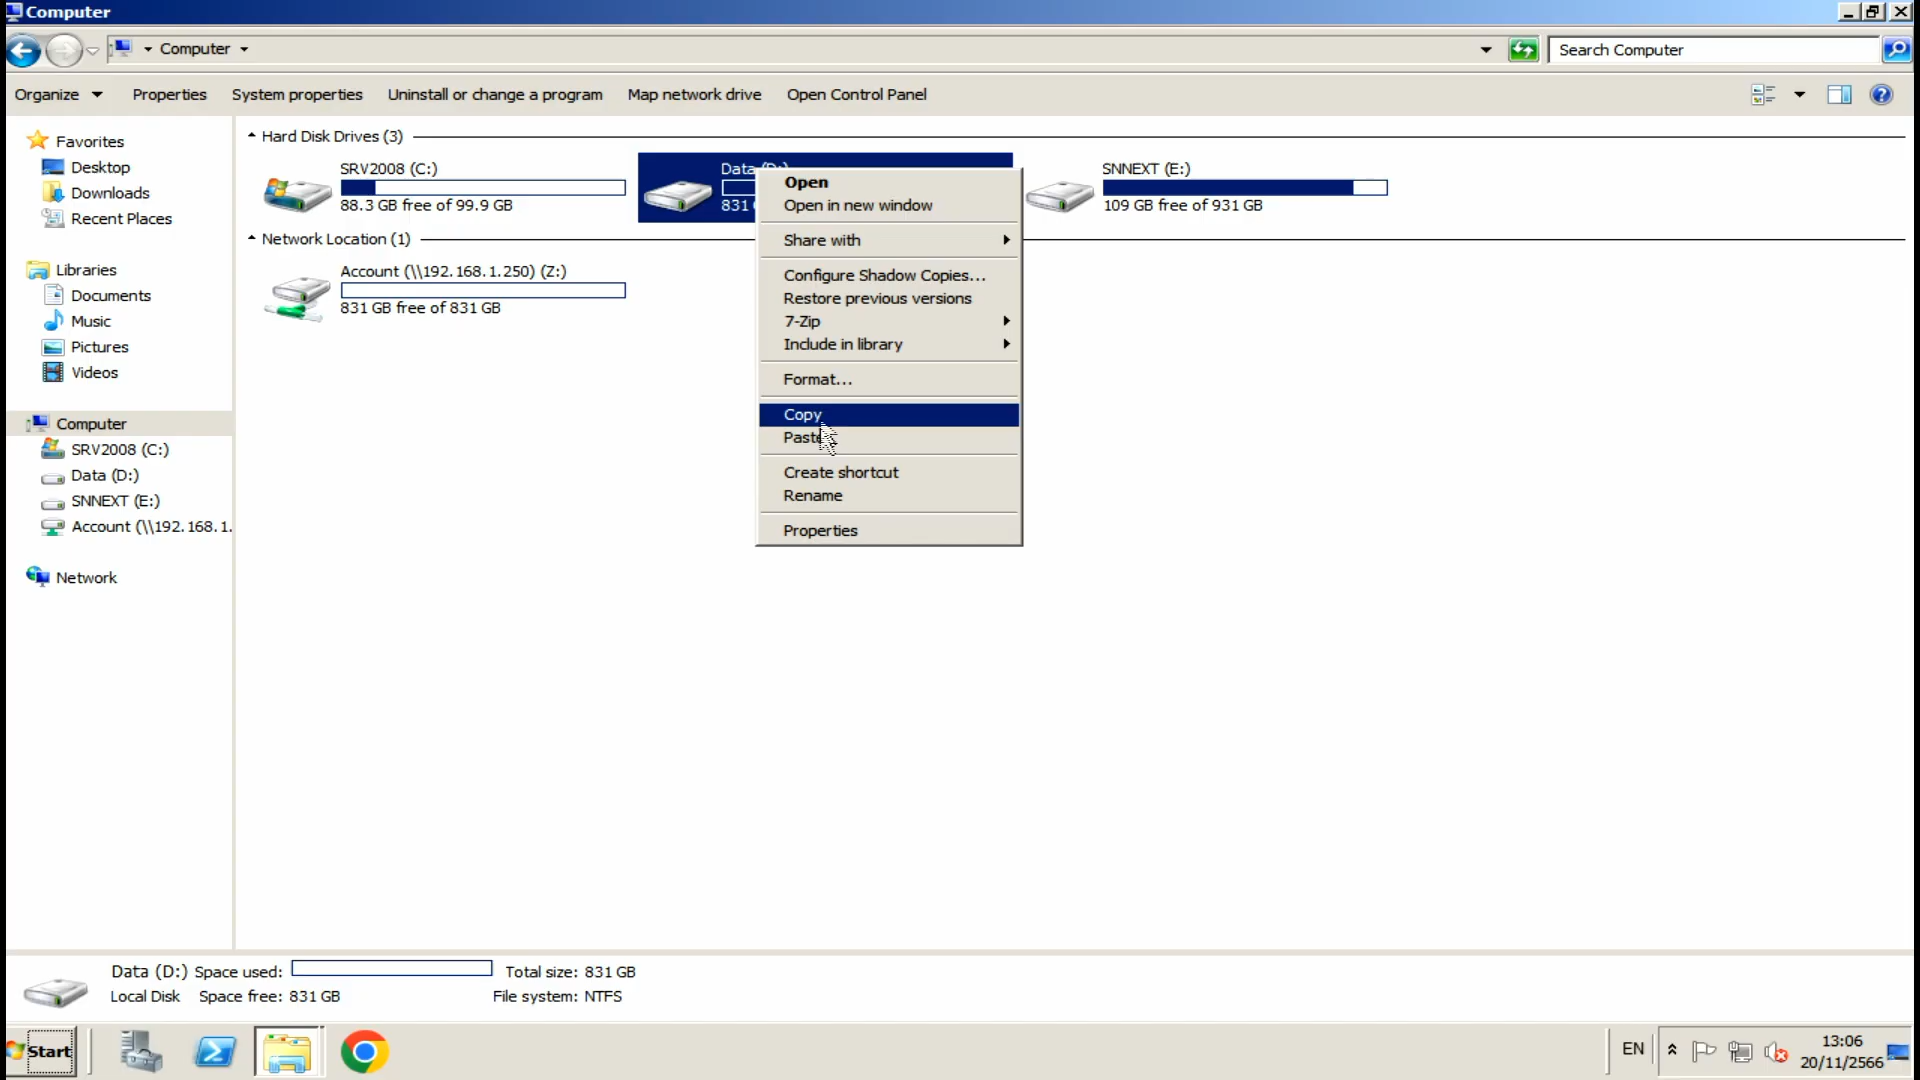 Computer
Computer
Search Computer
Organize
Properties
System properties
Uninstall or change a program
Map network drive
Open Control Panel
Favorites
Desktop
Downloads
Recent Places
Libraries
Documents
Music
Pictures
Videos
Computer
SRV2008 (C:)
Data (D:)
SNNEXT (E:)
Account (\\192.168.1.
Network
Hard Disk Drives (3)
SRV2008 (C:)
88.3 GB free of 99.9 GB
Data (D:)
831
SNNEXT (E:)
109 GB free of 931 GB
Network Location (1)
Account (\\192.168.1.250) (Z:)
831 GB free of 831 GB
Open
Open in new window
Share with
Configure Shadow Copies...
Restore previous versions
7-Zip
Include in library
Format...
Copy
Paste
Create shortcut
Rename
Properties
Data (D:) Space used: Total size: 831 GB
Local Disk Space free: 831 GB File system: NTFS
Start
EN
13:06
20/11/2566